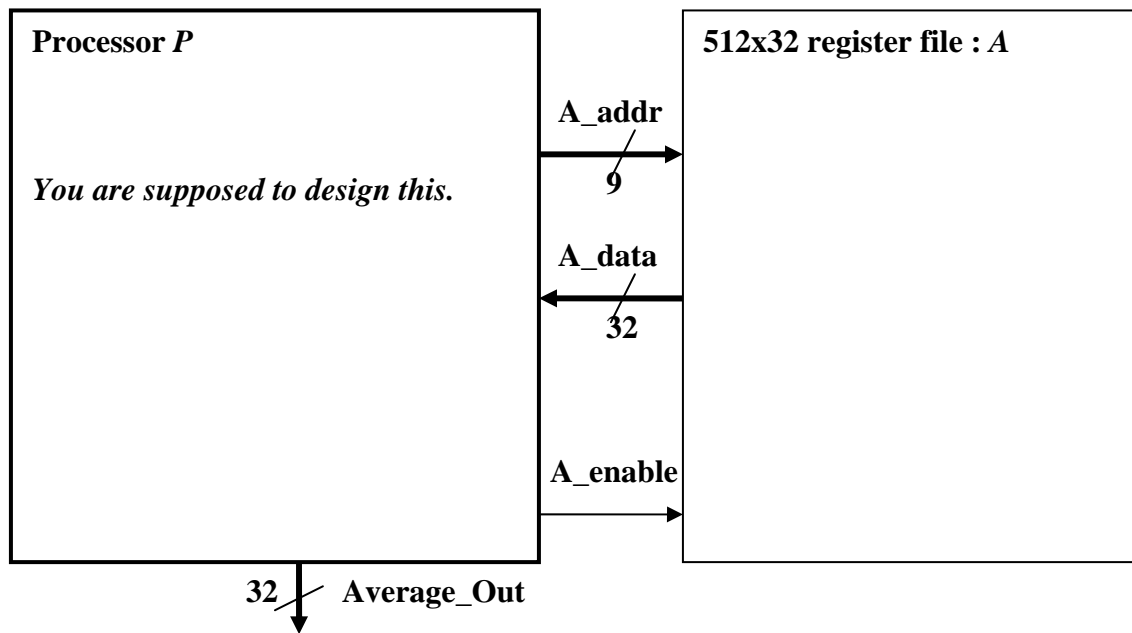 Processor P
512x32 register file : A
A_addr
9
You are supposed to design this.
A_data
32
A_enable
32
Average_Out